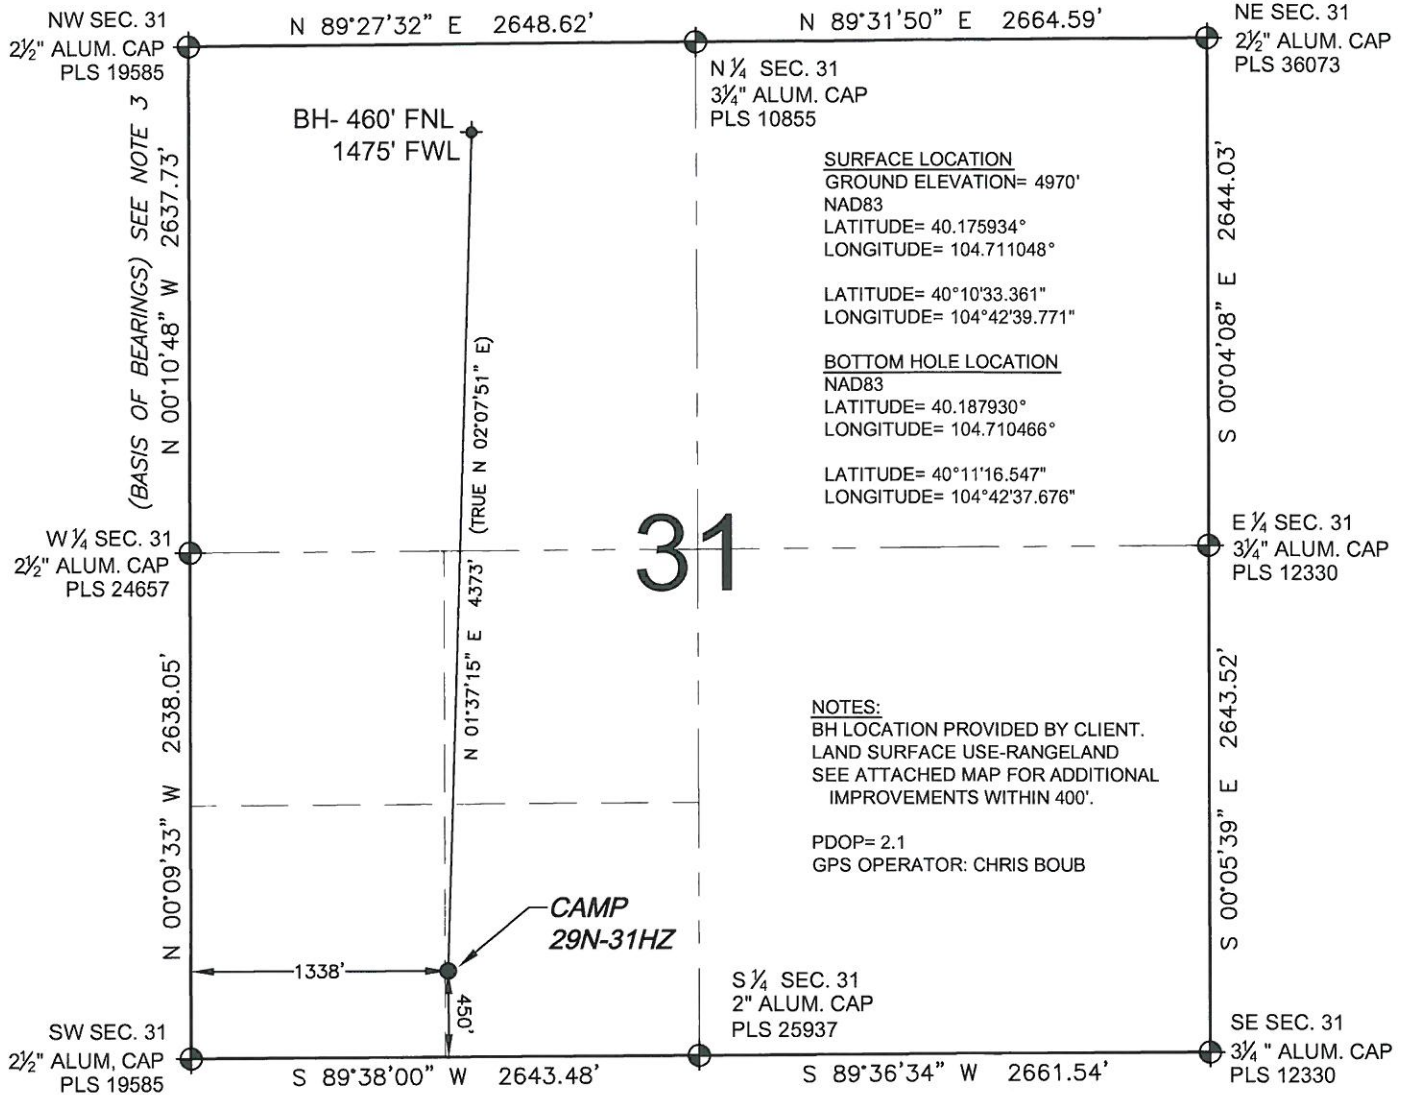 NW SEC. 31
2½" ALUM. CAP
PLS 19585
N 89°27'32" E 2648.62'
N 89°31'50" E 2664.59'
NE SEC. 31
2½" ALUM. CAP
PLS 36073
N ¼ SEC. 31
3¼" ALUM. CAP
PLS 10855
BH- 460' FNL
1475' FWL
(BASIS OF BEARINGS) SEE NOTE 3
N 00°10'48" W 2637.73'
SURFACE LOCATION
GROUND ELEVATION= 4970'
NAD83
LATITUDE= 40.175934°
LONGITUDE= 104.711048°
LATITUDE= 40°10'33.361"
LONGITUDE= 104°42'39.771"
BOTTOM HOLE LOCATION
NAD83
LATITUDE= 40.187930°
LONGITUDE= 104.710466°
LATITUDE= 40°11'16.547"
LONGITUDE= 104°42'37.676"
S 00°04'08" E 2644.03'
N 01°37'15" E 4373' (TRUE N 02°07'51" E)
31
W ¼ SEC. 31
2½" ALUM. CAP
PLS 24657
E ¼ SEC. 31
3¼" ALUM. CAP
PLS 12330
N 00°09'33" W 2638.05'
NOTES:
BH LOCATION PROVIDED BY CLIENT.
LAND SURFACE USE-RANGELAND
SEE ATTACHED MAP FOR ADDITIONAL
IMPROVEMENTS WITHIN 400'.
PDOP= 2.1
GPS OPERATOR: CHRIS BOUB
S 00°05'39" E 2643.52'
CAMP
29N-31HZ
1338'
450'
S ¼ SEC. 31
2" ALUM. CAP
PLS 25937
SW SEC. 31
2½" ALUM, CAP
PLS 19585
S 89°38'00" W 2643.48'
S 89°36'34" W 2661.54'
SE SEC. 31
3¼" ALUM. CAP
PLS 12330